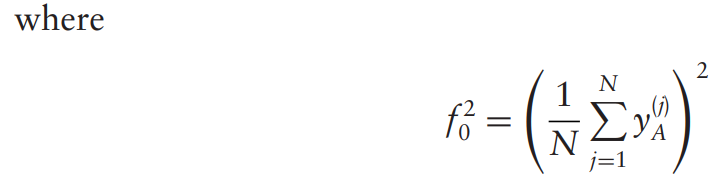 where
f_0^2 = \left( \frac{1}{N} \sum_{j=1}^{N} y_A^{(j)} \right)^2